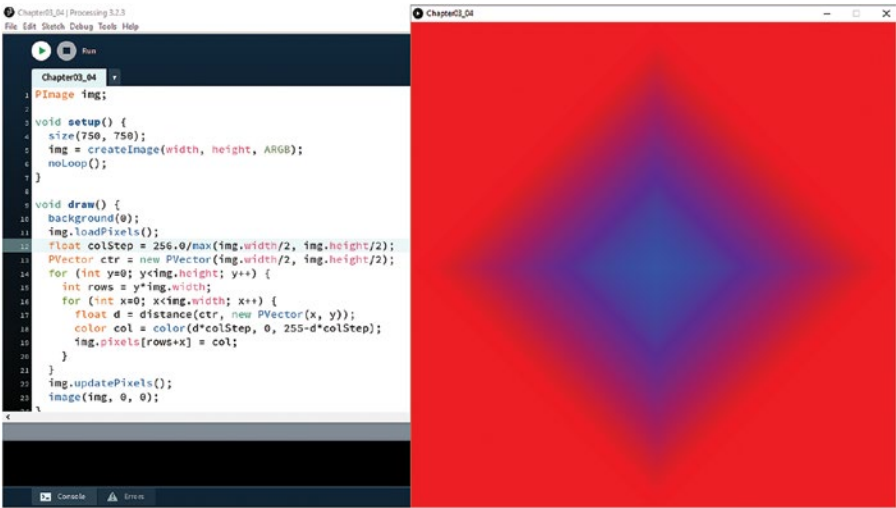 Chapter03_04 | Processing 3.2.3
File Edit Sketch Debug Tools Help
Run
Chapter03_04
1 PImage img;
2
3 void setup() {
4 size(750, 750);
5 img = createImage(width, height, ARGB);
6 noLoop();
7 }
8
9 void draw() {
10 background(0);
11 img.loadPixels();
12 float colStep = 256.0/max(img.width/2, img.height/2);
13 PVector ctr = new PVector(img.width/2, img.height/2);
14 for (int y=0; y<img.height; y++) {
15 int rows = y*img.width;
16 for (int x=0; x<img.width; x++) {
17 float d = distance(ctr, new PVector(x, y));
18 color col = color(d*colStep, 0, 255-d*colStep);
19 img.pixels[rows+x] = col;
20 }
21 }
22 img.updatePixels();
23 image(img, 0, 0);
Console Errors
Chapter03_04